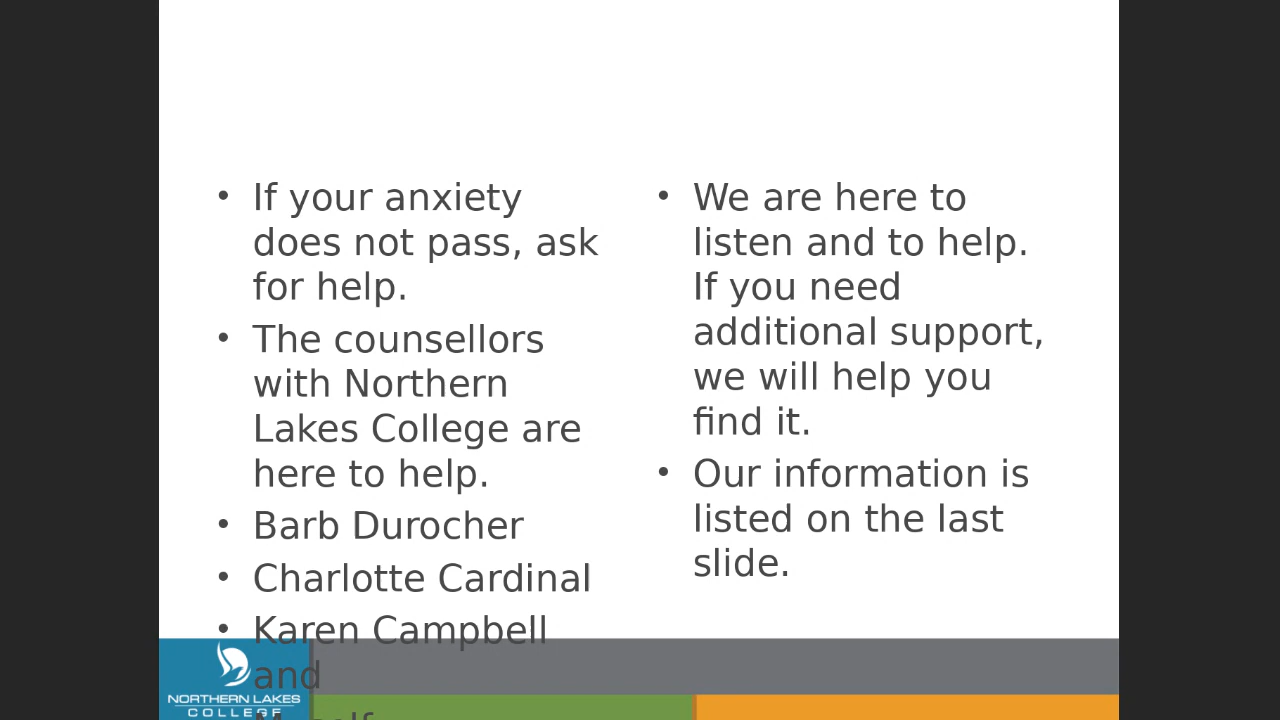 • If your anxiety
does not pass, ask
for help.
• The counsellors
with Northern
Lakes College are
here to help.
• Barb Durocher
• Charlotte Cardinal
• Karen Campbell
and
Myself
• We are here to
listen and to help.
If you need
additional support,
we will help you
find it.
• Our information is
listed on the last
slide.
NORTHERN LAKES
COLLEGE